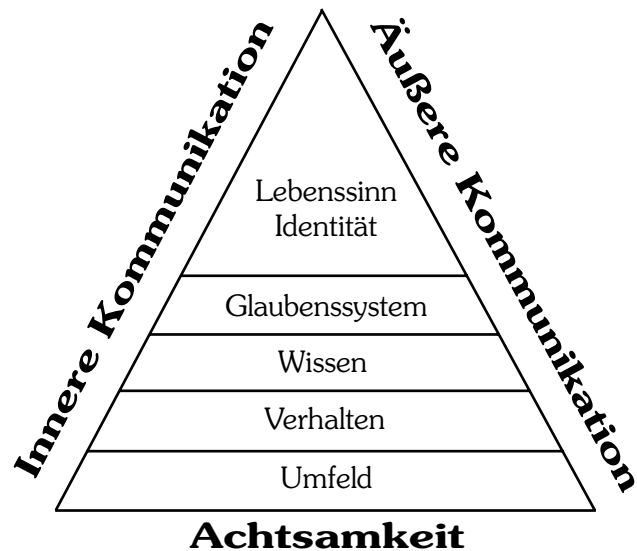 Innere Kommunikation
Äußere Kommunikation
Lebenssinn
Identität
Glaubenssystem
Wissen
Verhalten
Umfeld
Achtsamkeit